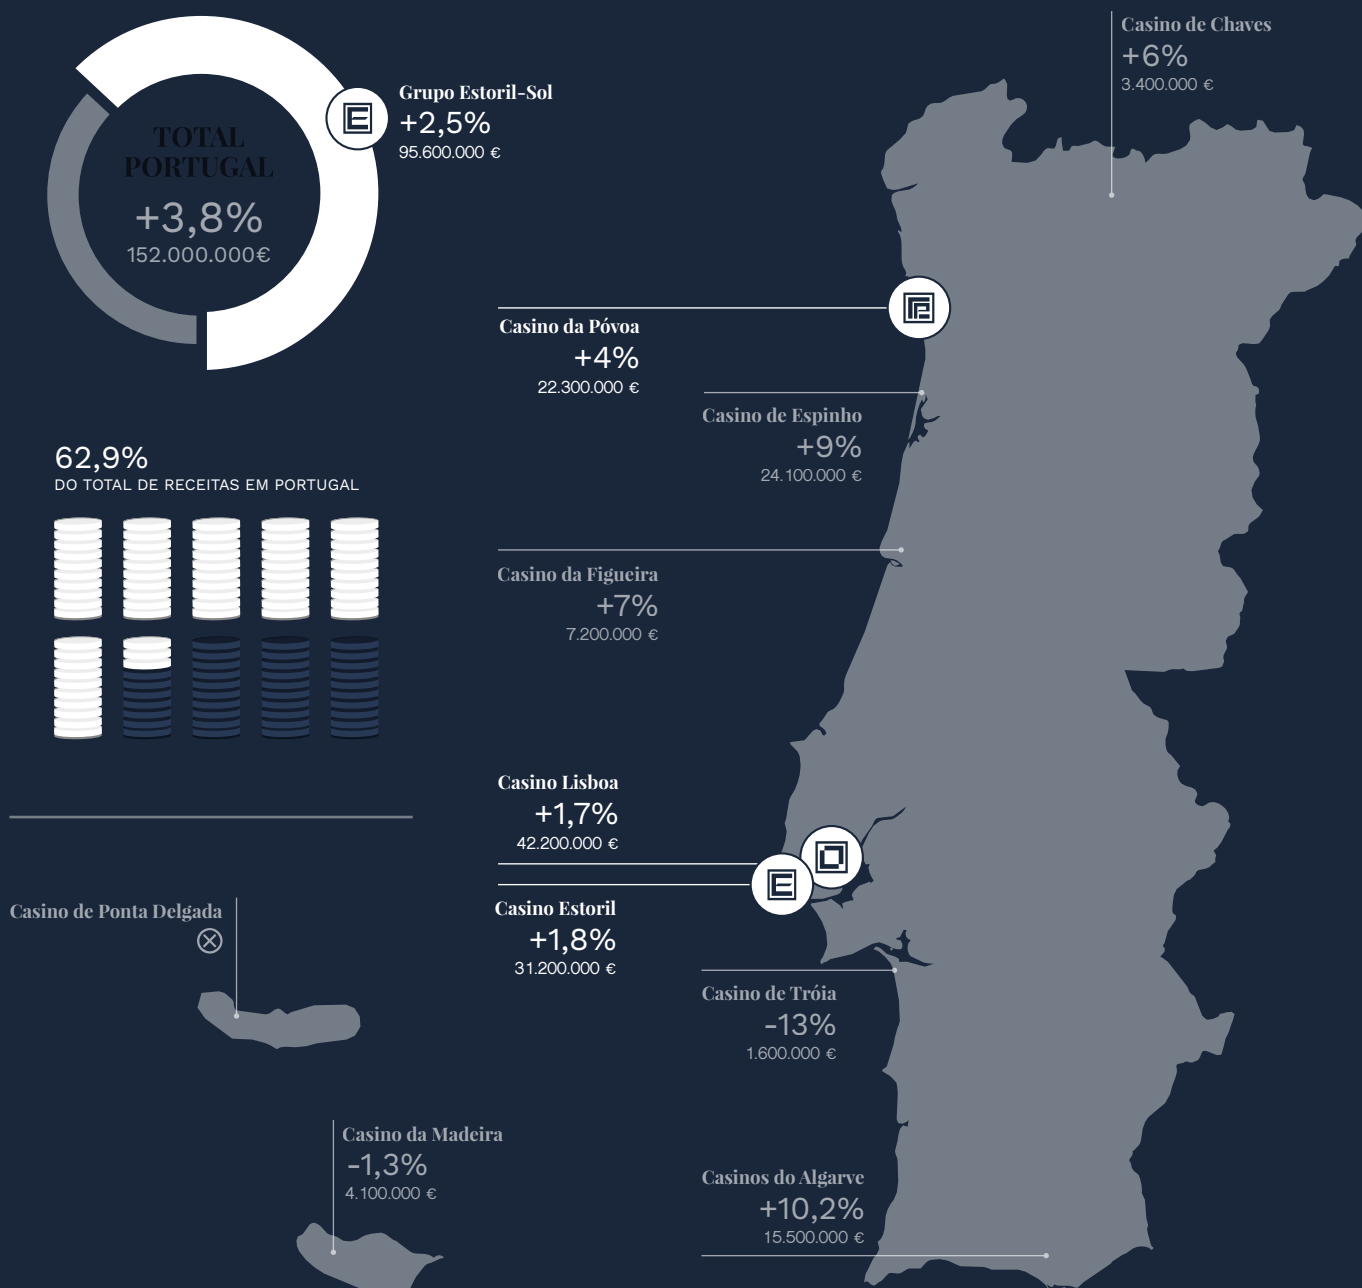 TOTAL
PORTUGAL
+3,8%
152.000.000€
Grupo Estoril-Sol
+2,5%
95.600.000 €
62,9%
DO TOTAL DE RECEITAS EM PORTUGAL
Casino de Chaves
+6%
3.400.000 €
Casino da Póvoa
+4%
22.300.000 €
Casino de Espinho
+9%
24.100.000 €
Casino da Figueira
+7%
7.200.000 €
Casino Lisboa
+1,7%
42.200.000 €
Casino Estoril
+1,8%
31.200.000 €
Casino de Tróia
-13%
1.600.000 €
Casinos do Algarve
+10,2%
15.500.000 €
Casino de Ponta Delgada
Casino da Madeira
-1,3%
4.100.000 €